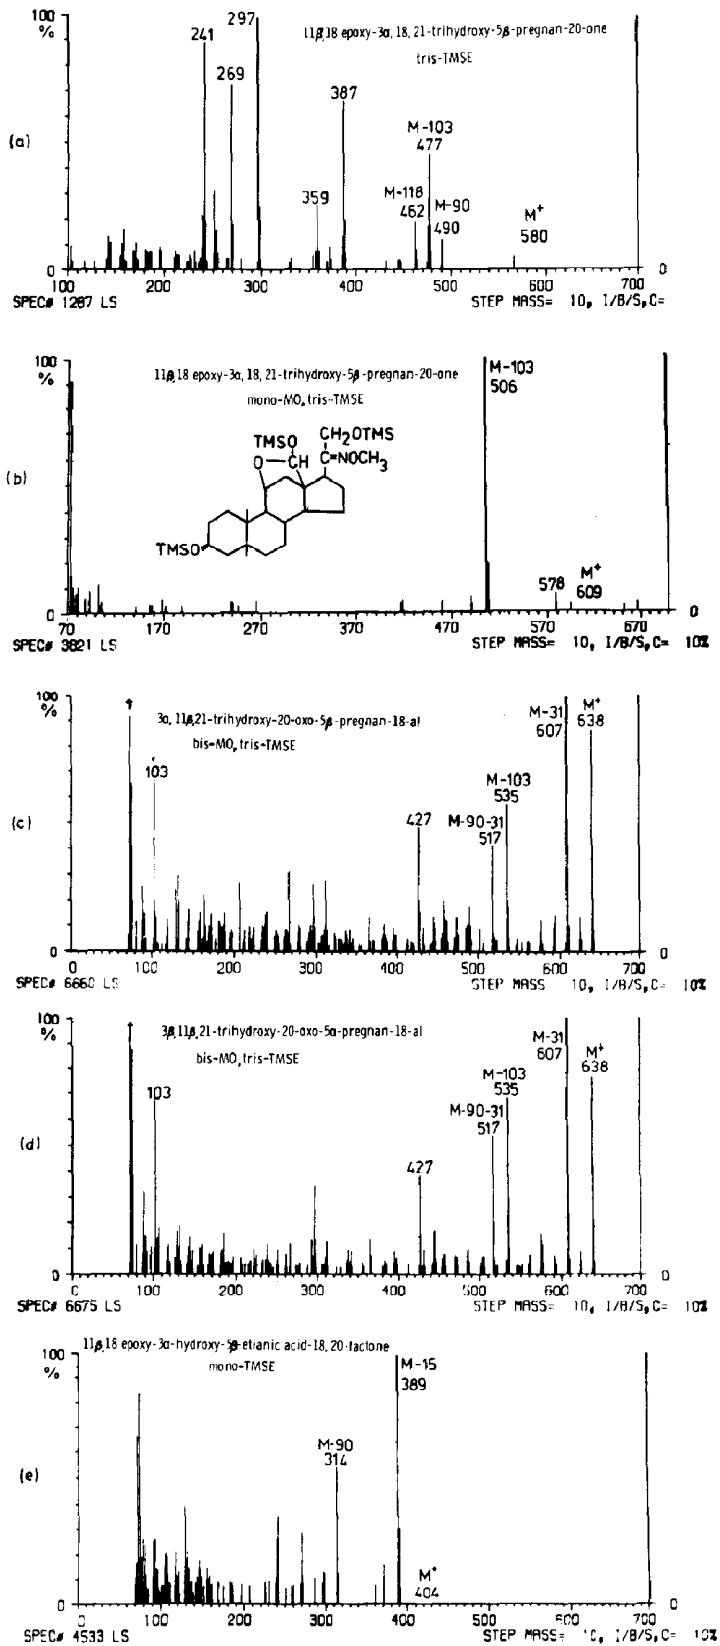 (a)
100
%
0
241
269
297
359
387
M-118
462
M-103
477
M-90
490
M+
580
11β,18 epoxy-3α, 18, 21-trihydroxy-5β-pregnan-20-one
tris-TMSE
100 200 300 400 500 600 700
0
SPEC# 1287 LS
STEP MASS= 10, I/B/S,C=
(b)
100
%
0
11β,18 epoxy-3α, 18, 21-trihydroxy-5β-pregnan-20-one
mono-MO, tris-TMSE
TMSO
CH2OTMS
O
CH
C=NOCH3
TMSO
M-103
506
578
M+
609
70 170 270 370 470 570 670
0
SPEC# 3821 LS
STEP MASS= 10, I/B/S,C= 10%
(c)
100
%
0
3α, 11β,21-trihydroxy-20-oxo-5β-pregnan-18-al
bis-MO, tris-TMSE
103
427
M-90-31
517
M-103
535
M-31
607
M+
638
0 100 200 300 400 500 600 700
0
SPEC# 6660 LS
STEP MASS 10, I/B/S,C= 10%
(d)
100
%
0
3β,11β,21-trihydroxy-20-oxo-5α-pregnan-18-al
bis-MO, tris-TMSE
103
427
M-90-31
517
M-103
535
M-31
607
M+
638
0 100 200 300 400 500 600 700
0
SPEC# 6675 LS
STEP MASS= 10, I/B/S,C= 10%
(e)
100
%
0
11β,18 epoxy-3α-hydroxy-5β-etianic acid-18, 20-lactone
mono-TMSE
M-90
314
M-15
389
M+
404
0 100 200 300 400 500 600 700
0
SPEC# 4533 LS
STEP MASS= 10, I/B/S,C= 10%